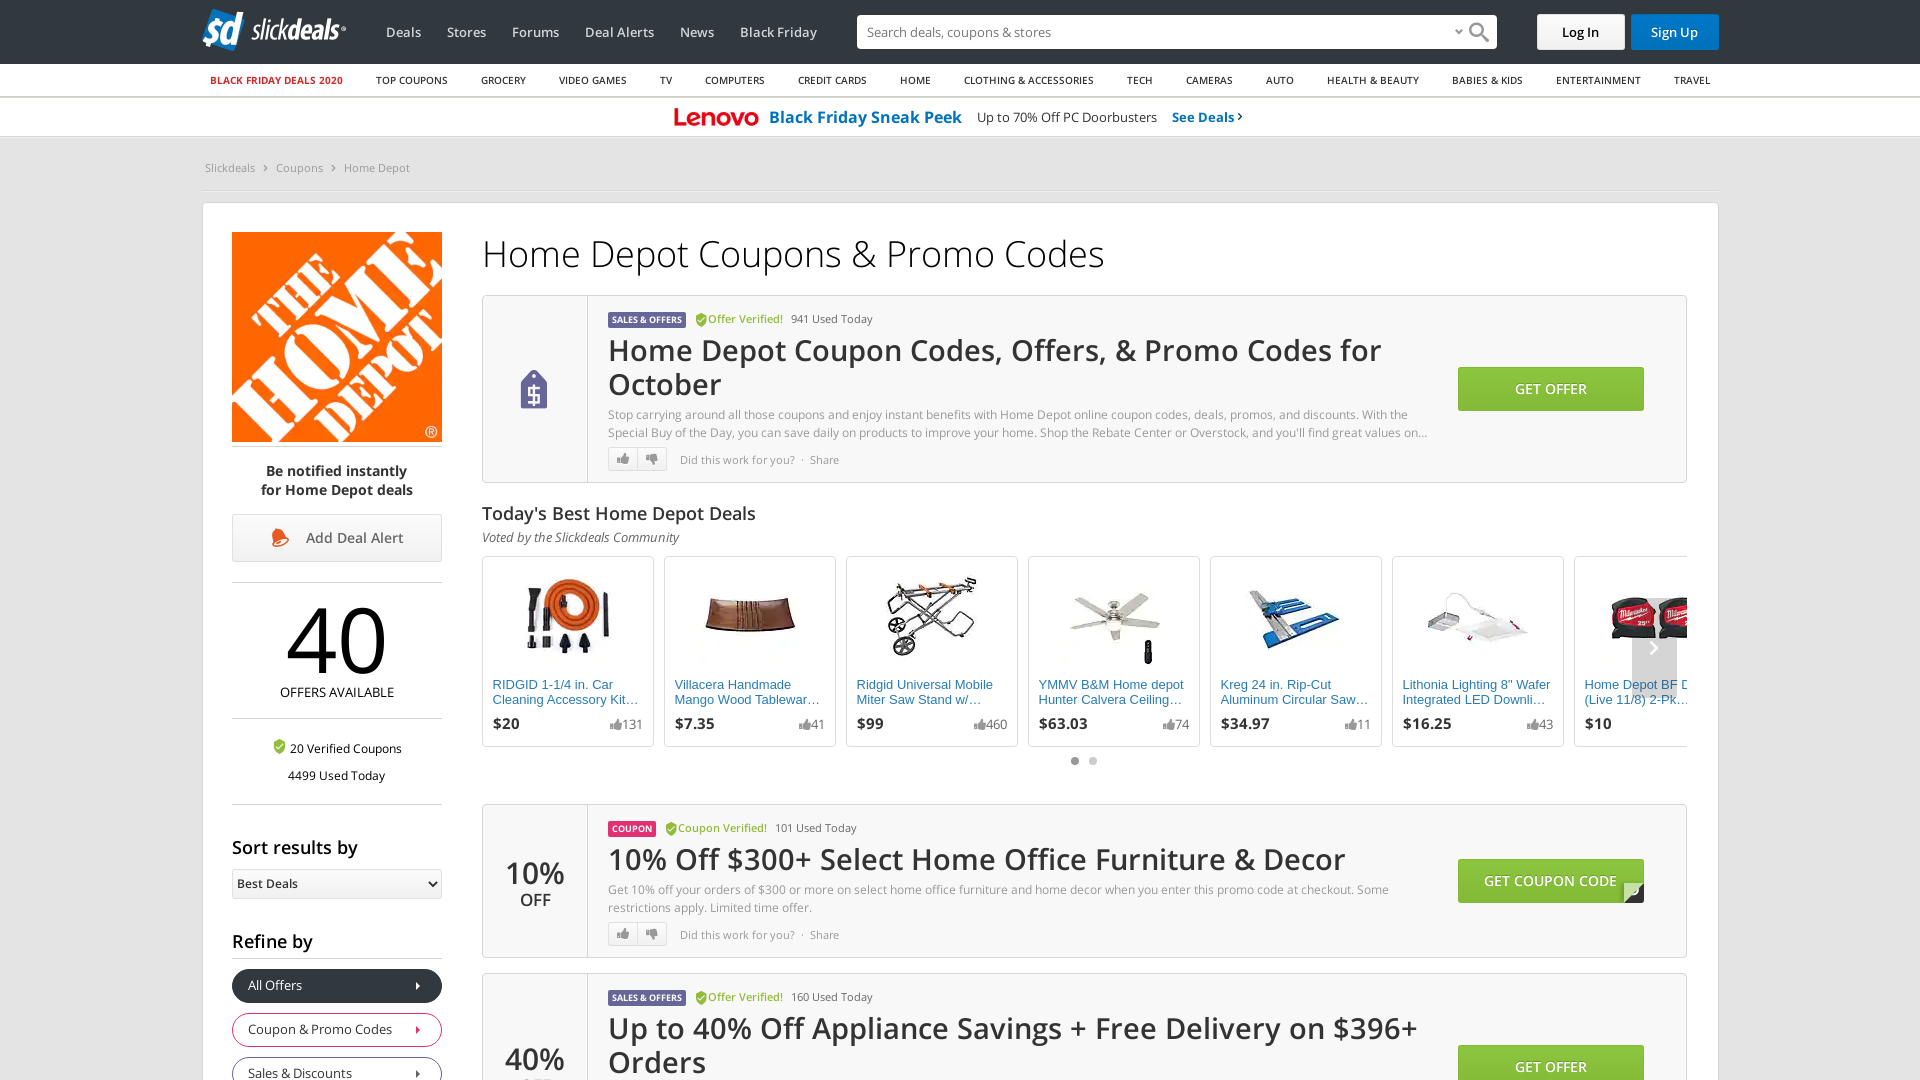 slickdeals
Deals
Stores
Forums
Deal Alerts
News
Black Friday
Search deals, coupons & stores
Log In
Sign Up
BLACK FRIDAY DEALS 2020
TOP COUPONS
GROCERY
VIDEO GAMES
TV
COMPUTERS
CREDIT CARDS
HOME
CLOTHING & ACCESSORIES
TECH
CAMERAS
AUTO
HEALTH & BEAUTY
BABIES & KIDS
ENTERTAINMENT
TRAVEL
Lenovo Black Friday Sneak Peek Up to 70% Off PC Doorbusters See Deals
Slickdeals > Coupons > Home Depot
THE HOME DEPOT ®
Be notified instantly
for Home Depot deals
Add Deal Alert
40
OFFERS AVAILABLE
20 Verified Coupons
4499 Used Today
Sort results by
Best Deals
Refine by
All Offers
Coupon & Promo Codes
Sales & Discounts
Home Depot Coupons & Promo Codes
SALES & OFFERS Offer Verified! 941 Used Today
Home Depot Coupon Codes, Offers, & Promo Codes for
October
Stop carrying around all those coupons and enjoy instant benefits with Home Depot online coupon codes, deals, promos, and discounts. With the
Special Buy of the Day, you can save daily on products to improve your home. Shop the Rebate Center or Overstock, and you'll find great values on...
Did this work for you? · Share
GET OFFER
Today's Best Home Depot Deals
Voted by the Slickdeals Community
RIDGID 1-1/4 in. Car
Cleaning Accessory Kit…
$20 131
Villacera Handmade
Mango Wood Tablewar…
$7.35 41
Ridgid Universal Mobile
Miter Saw Stand w/…
$99 460
YMMV B&M Home depot
Hunter Calvera Ceiling…
$63.03 74
Kreg 24 in. Rip-Cut
Aluminum Circular Saw…
$34.97 11
Lithonia Lighting 8" Wafer
Integrated LED Downli…
$16.25 43
Home Depot BF D
(Live 11/8) 2-Pk…
$10
COUPON Coupon Verified! 101 Used Today
10%
OFF
10% Off $300+ Select Home Office Furniture & Decor
Get 10% off your orders of $300 or more on select home office furniture and home decor when you enter this promo code at checkout. Some
restrictions apply. Limited time offer.
Did this work for you? · Share
GET COUPON CODE
SALES & OFFERS Offer Verified! 160 Used Today
40%
Up to 40% Off Appliance Savings + Free Delivery on $396+
Orders
GET OFFER